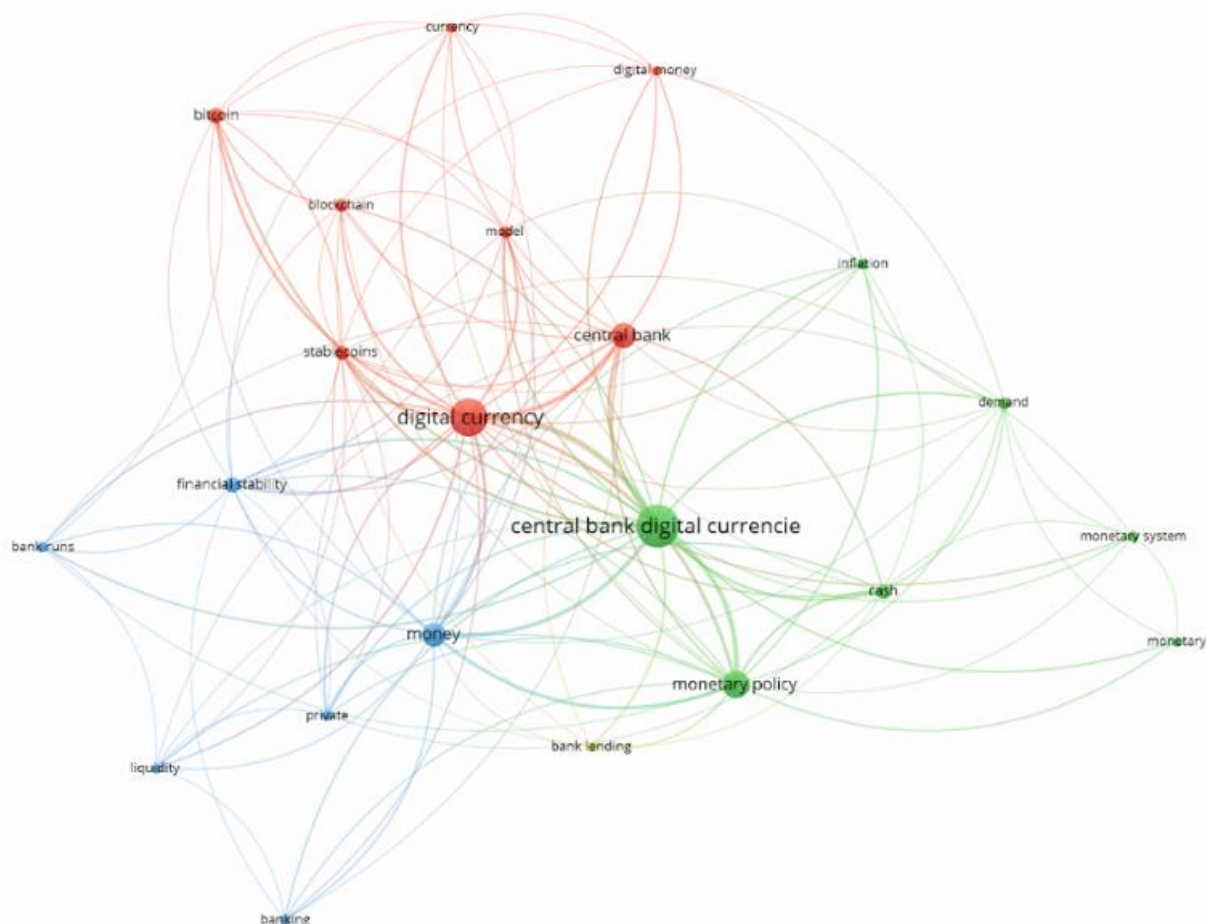 currency
digital money
bitcoin
blockchain
model
inflation
central bank
stablecoins
demand
digital currency
financial stability
central bank digital currencie
monetary system
bank runs
cash
money
monetary
monetary policy
private
bank lending
liquidity
banking